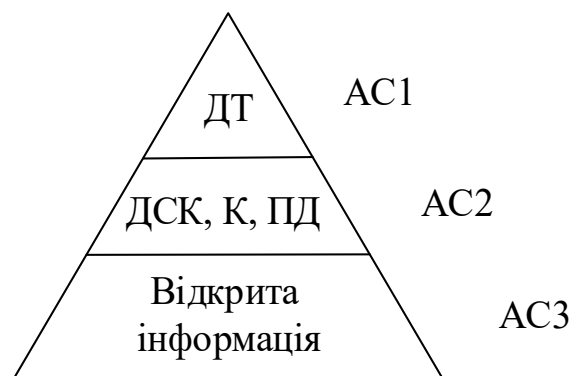 ДТ
АС1
ДСК, К, ПД
АС2
Відкрита
інформація
АС3